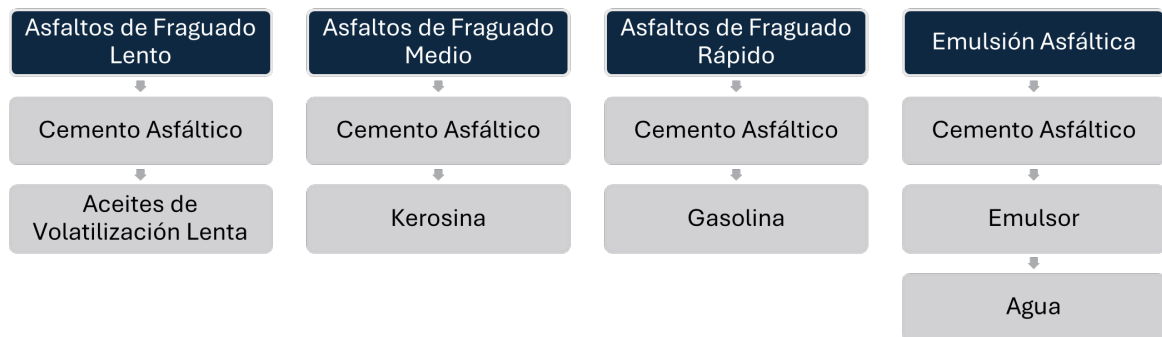 Asfaltos de Fraguado
Lento
Cemento Asfáltico
Aceites de
Volatilización Lenta
Asfaltos de Fraguado
Medio
Cemento Asfáltico
Kerosina
Asfaltos de Fraguado
Rápido
Cemento Asfáltico
Gasolina
Emulsión Asfáltica
Cemento Asfáltico
Emulsor
Agua